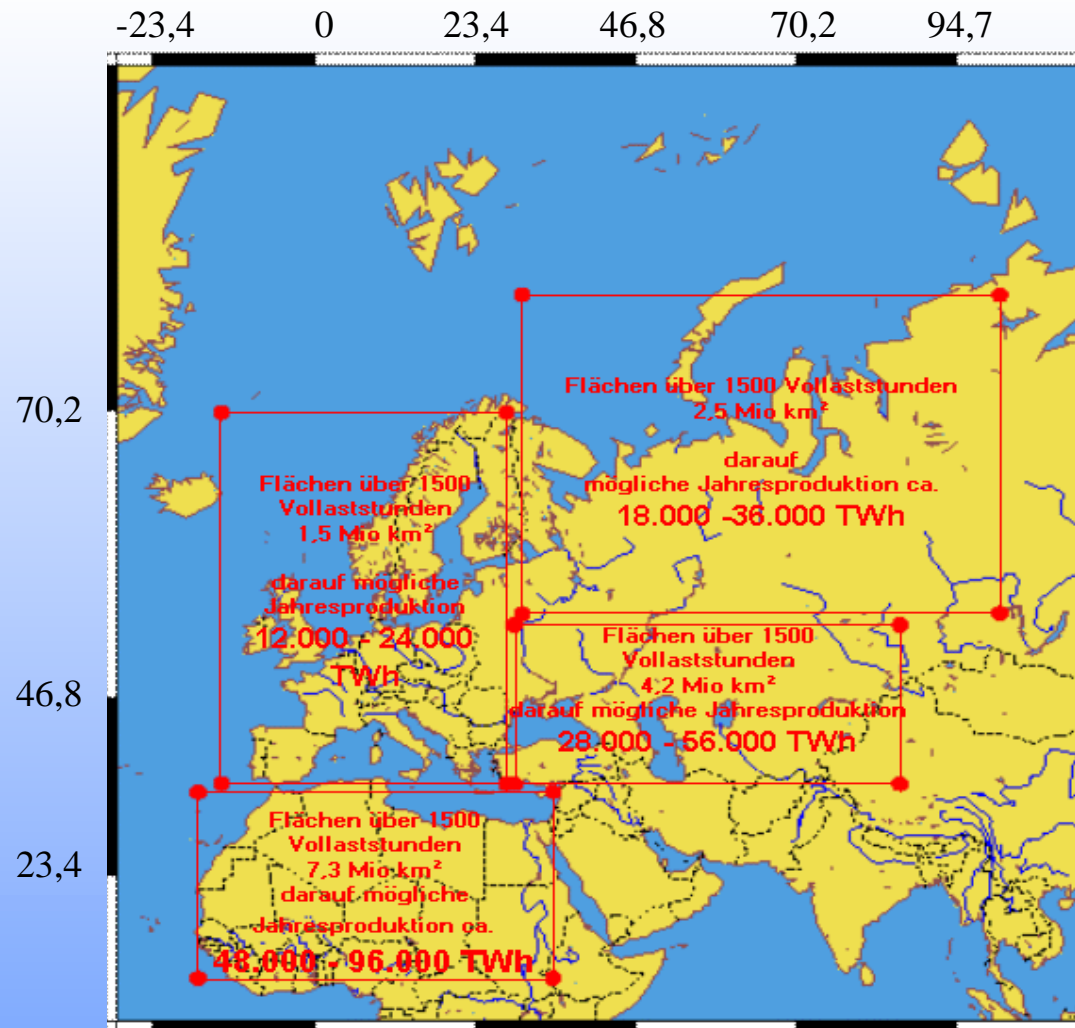 -23,4 0 23,4 46,8 70,2 94,7
70,2
46,8
23,4
Flächen über 1500 Vollaststunden
2,5 Mio km²
darauf
mögliche Jahresproduktion ca.
18.000 -36.000 TWh
Flächen über 1500
Vollaststunden
1,5 Mio km²
darauf mögliche
Jahresproduktion
12.000 - 24.000
TWh
Flächen über 1500
Vollaststunden
4,2 Mio km²
darauf mögliche Jahresproduktion
28.000 - 56.000 TWh
Flächen über 1500
Vollaststunden
7,3 Mio km²
darauf mögliche
Jahresproduktion ca.
48.000 - 96.000 TWh